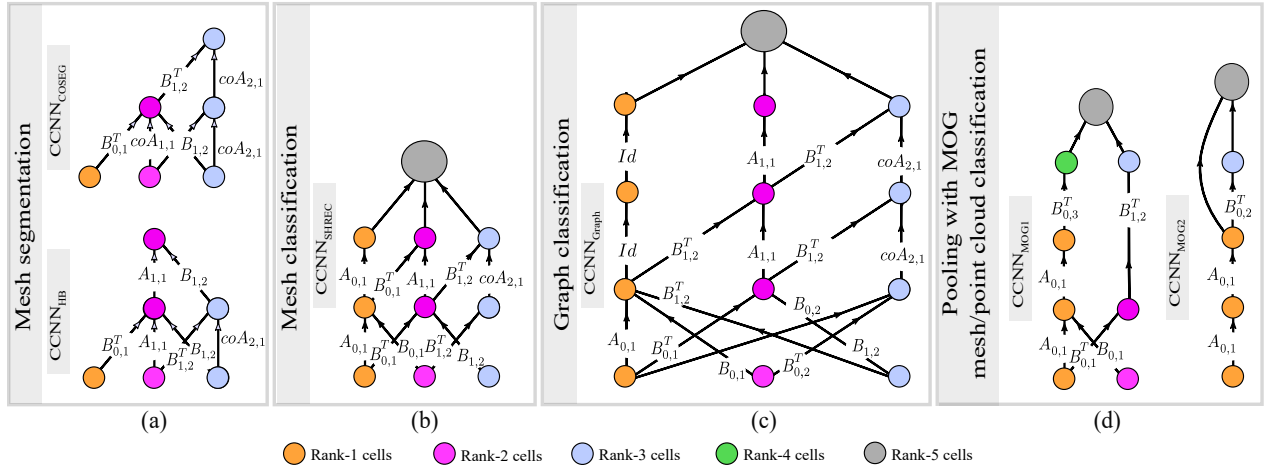 Mesh segmentation
CCNN_COSEG
B^T_{1,2}
coA_{2,1}
B^T_{0,1} coA_{1,1} B_{1,2} coA_{2,1}
CCNN_HB
A_{1,1} B_{1,2}
B^T_{0,1} A_{1,1} B^T_{1,2} B_{1,2} coA_{2,1}
(a)
Mesh classification
CCNN_SHREC
A_{0,1} B^T_{0,1} A_{1,1} B^T_{1,2} coA_{2,1}
A_{0,1} B^T_{0,1} B_{0,1} B^T_{1,2} B_{1,2}
(b)
Graph classification
CCNN_Graph
Id A_{1,1} B^T_{1,2} coA_{2,1}
Id B^T_{1,2} A_{1,1} B^T_{1,2} coA_{2,1}
B^T_{1,2} B_{0,2}
A_{0,1} B^T_{0,1} B_{0,1} B_{0,2} B_{1,2}
(c)
Pooling with MOG
mesh/point cloud classification
CCNN_MOG1
B^T_{0,3} B^T_{1,2}
A_{0,1}
A_{0,1} B^T_{0,1} B_{0,1}
CCNN_MOG2
B^T_{0,2}
A_{0,1}
A_{0,1}
(d)
Rank-1 cells Rank-2 cells Rank-3 cells Rank-4 cells Rank-5 cells